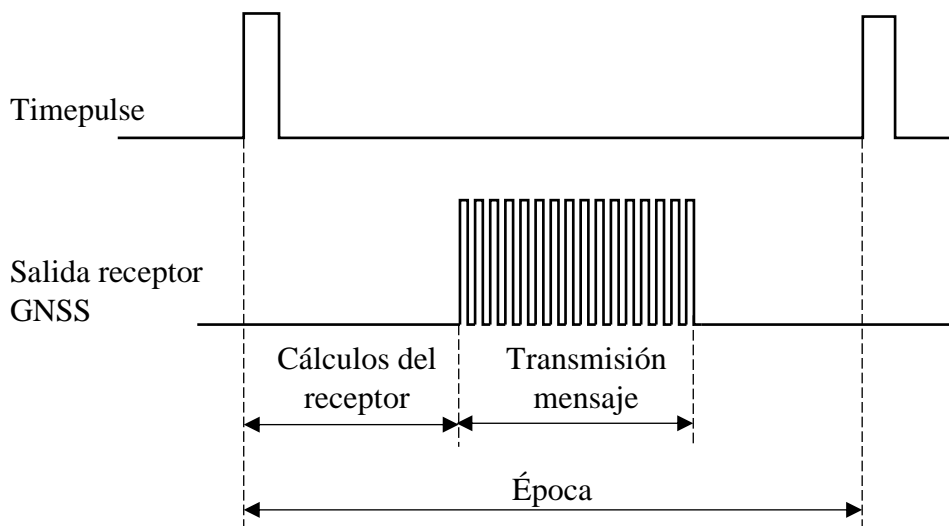 Timepulse
Salida receptor
GNSS
Cálculos del
receptor
Transmisión
mensaje
Época